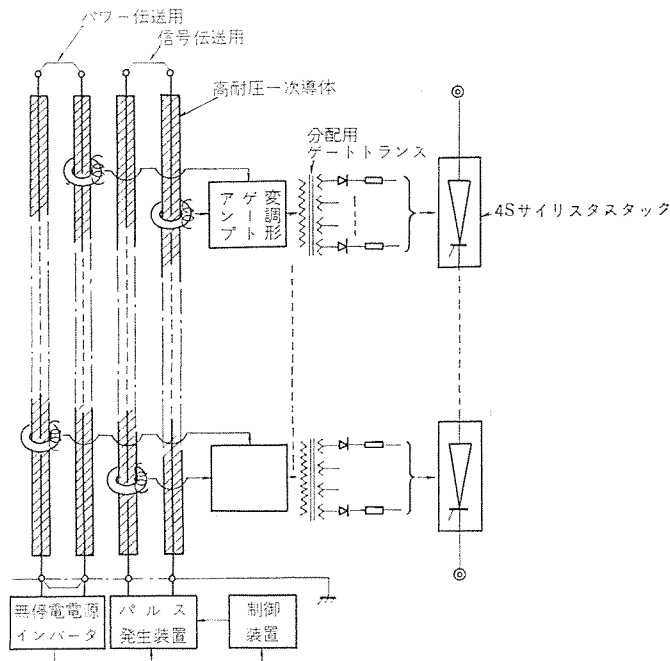 パワー伝送用
信号伝送用
高耐圧一次導体
分配用
ゲートトランス
変調形
ゲート
アンプ
4Sサイリスタスタック
無停電電源
インバータ
パルス
発生装置
制御
装置